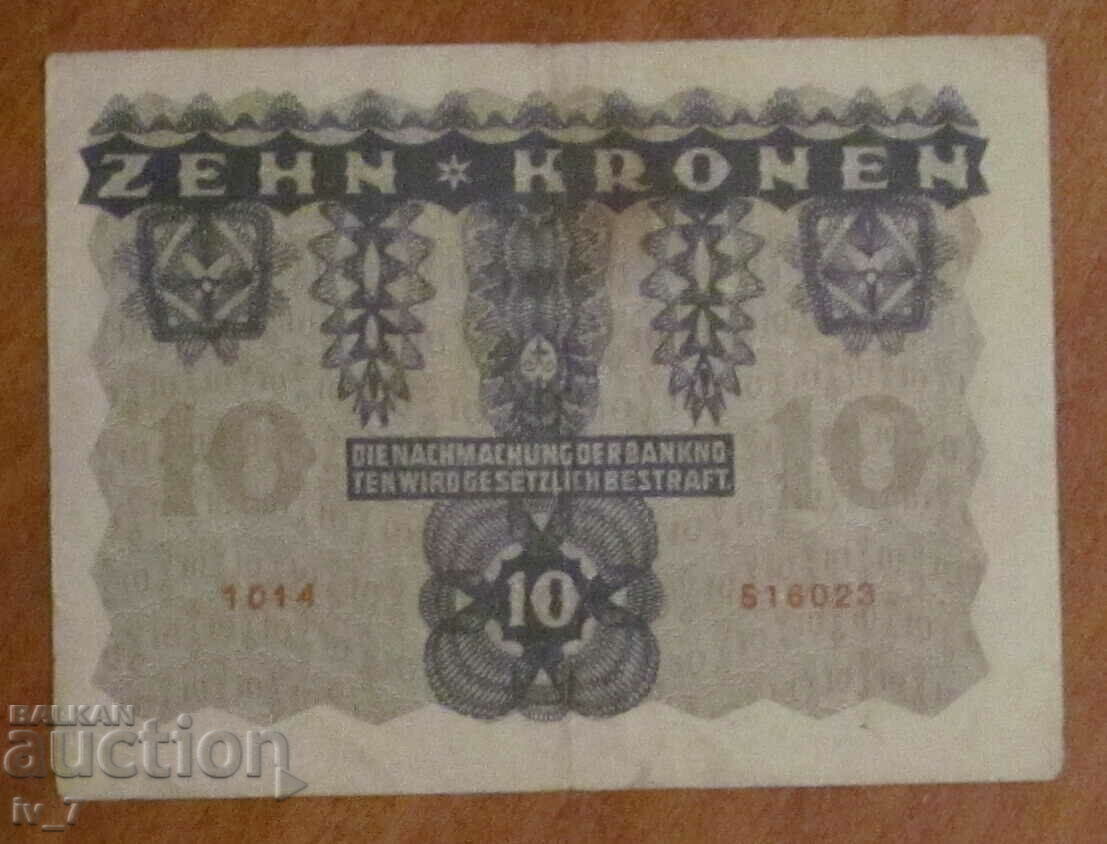 ZEHN ✶ KRONEN
10 10
DIE NACHMACHUNG DER BANKNO-
TEN WIRD GESETZLICH BESTRAFT.
10
1014 516023
BALKAN
auction
iv_7